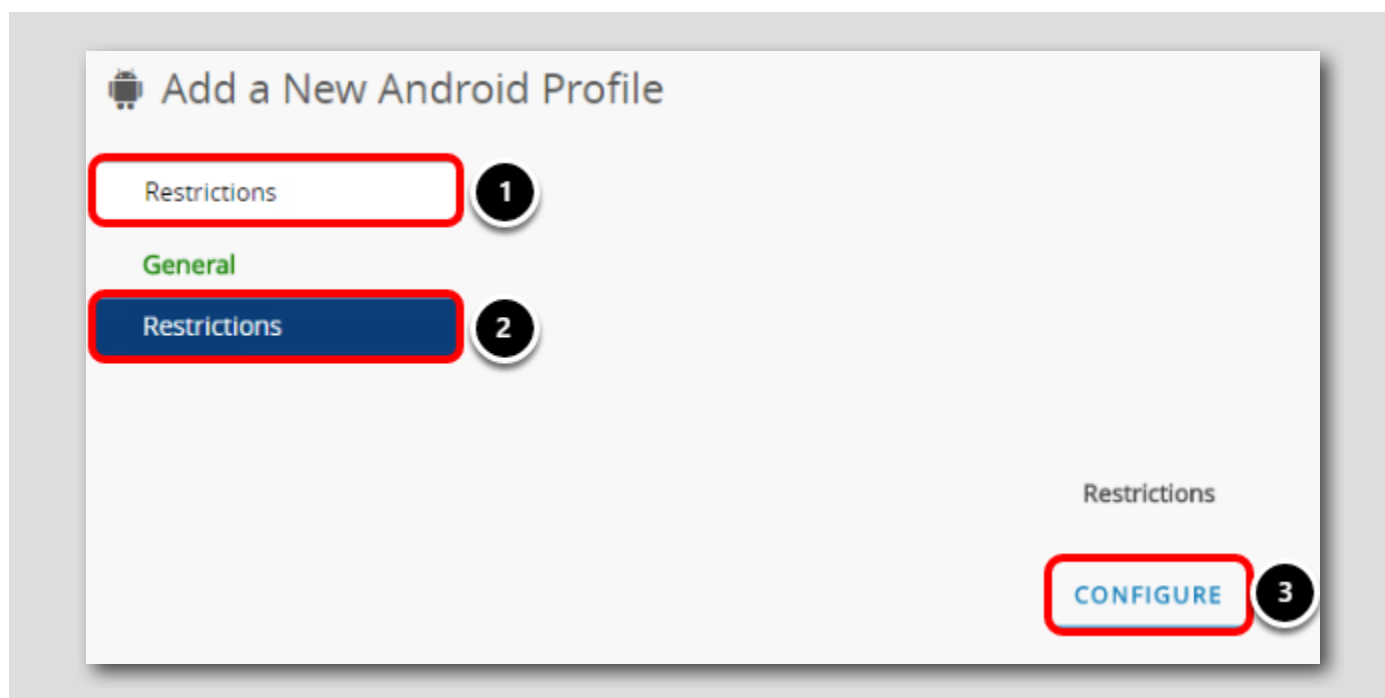 Add a New Android Profile
Restrictions 1
General
Restrictions 2
Restrictions
CONFIGURE 3